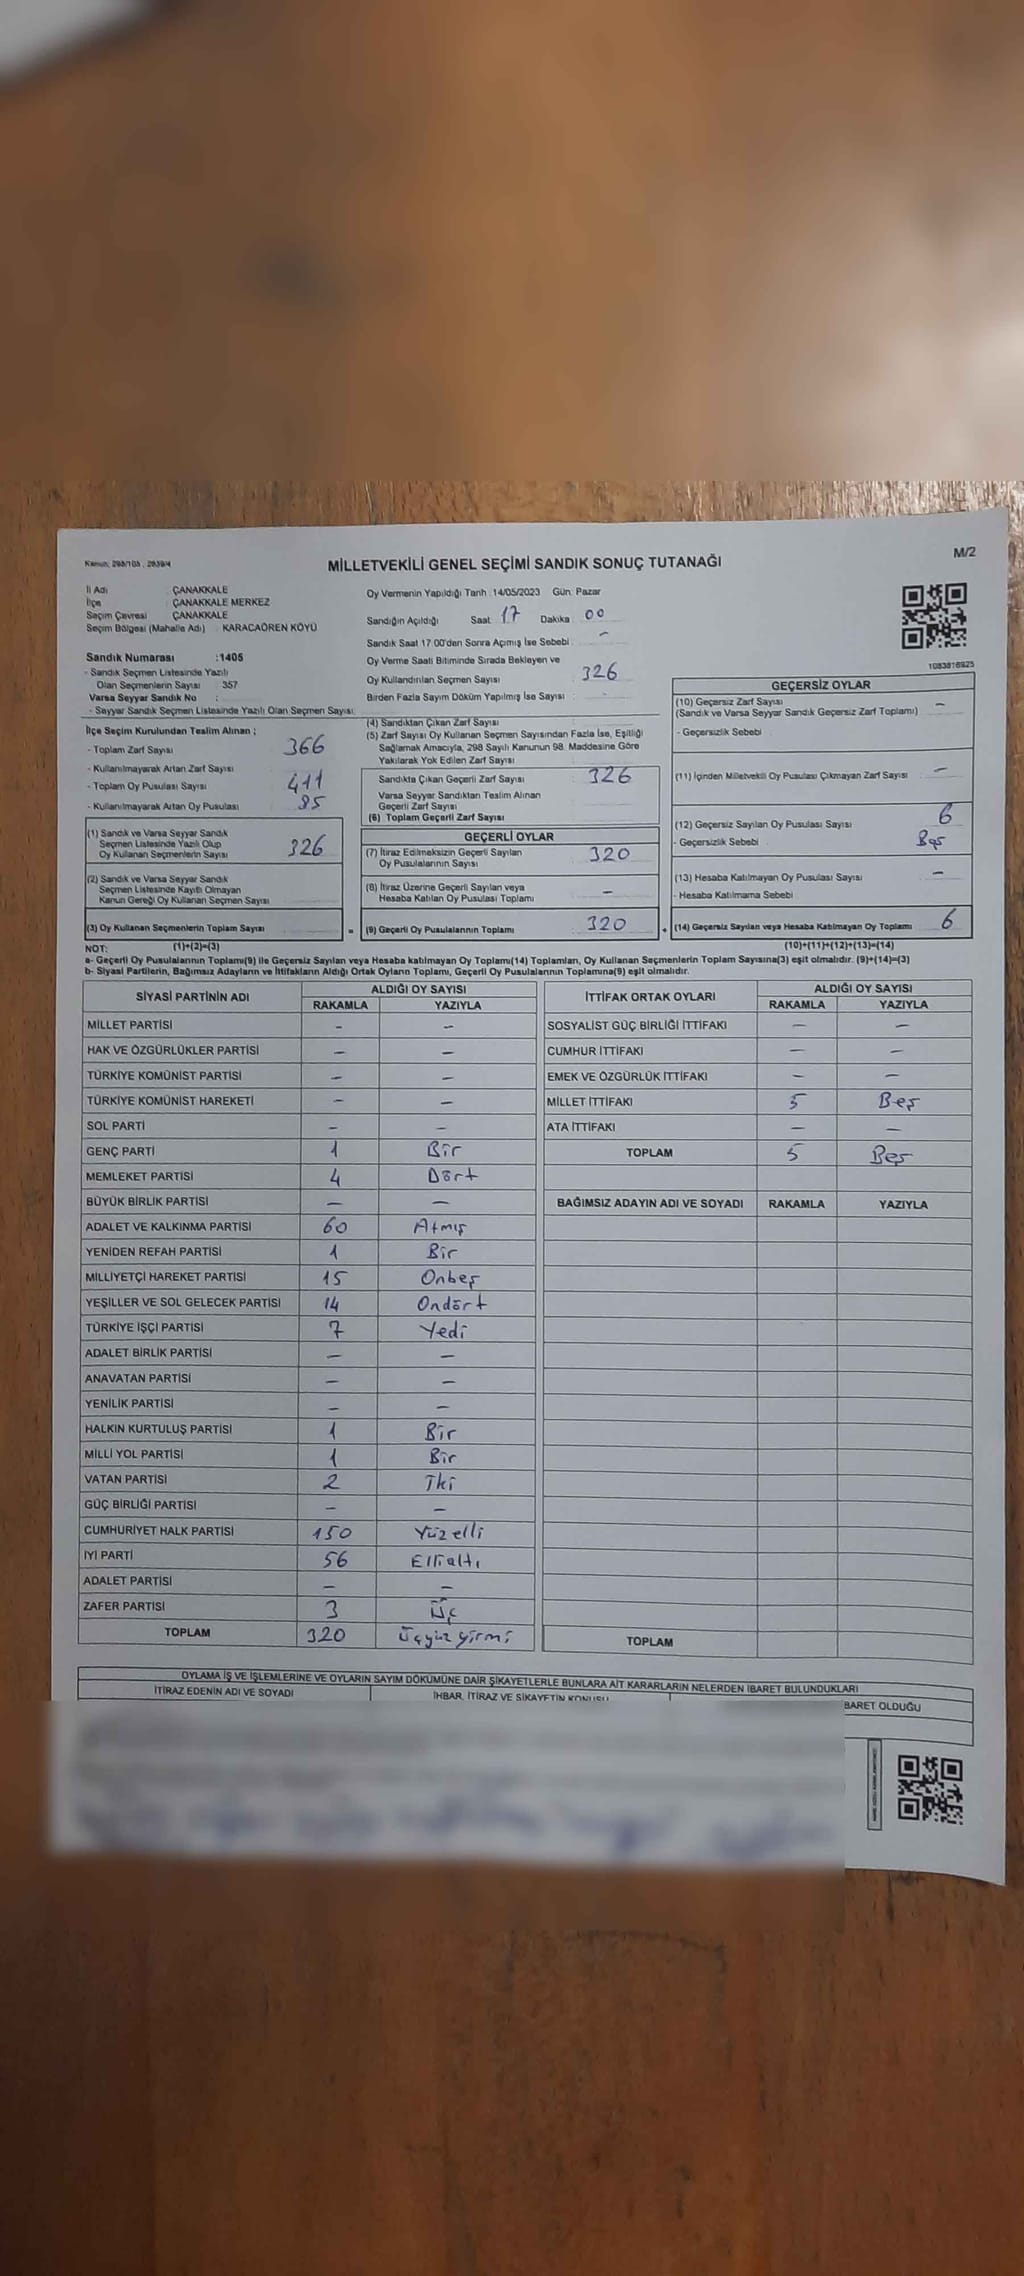 Kanun: 298/105 , 2839/4
MİLLETVEKİLİ GENEL SEÇİMİ SANDIK SONUÇ TUTANAĞI
M/2
İl Adı : ÇANAKKALE
İlçe : ÇANAKKALE MERKEZ
Seçim Çevresi : ÇANAKKALE
Seçim Bölgesi (Mahalle Adı) : KARACAÖREN KÖYÜ
Sandık Numarası :1405
- Sandık Seçmen Listesinde Yazılı
Olan Seçmenlerin Sayısı : 357
Varsa Seyyar Sandık No :
- Seyyar Sandık Seçmen Listesinde Yazılı Olan Seçmen Sayısı:
Oy Vermenin Yapıldığı Tarih :14/05/2023 Gün: Pazar
Sandığın Açıldığı Saat: 17 Dakika: 00
Sandık Saat 17:00'den Sonra Açımış İse Sebebi : -
Oy Verme Saati Bitiminde Sırada Bekleyen ve
Oy Kullandırılan Seçmen Sayısı : 326
Birden Fazla Sayım Döküm Yapılmış İse Sayısı :
1083816925
İlçe Seçim Kurulundan Teslim Alınan ;
- Toplam Zarf Sayısı : 366
- Kullanılmayarak Artan Zarf Sayısı :
- Toplam Oy Pusulası Sayısı : 411
- Kullanılmayarak Artan Oy Pusulası : 85
(1) Sandık ve Varsa Seyyar Sandık
Seçmen Listesinde Yazılı Olup
Oy Kullanan Seçmenlerin Sayısı : 326
(2) Sandık ve Varsa Seyyar Sandık
Seçmen Listesinde Kayıtlı Olmayan
Kanun Gereği Oy Kullanan Seçmen Sayısı :
(3) Oy Kullanan Seçmenlerin Toplam Sayısı :
(4) Sandıktan Çıkan Zarf Sayısı :
(5) Zarf Sayısı Oy Kullanan Seçmen Sayısından Fazla İse, Eşitliği
Sağlamak Amacıyla, 298 Sayılı Kanunun 98. Maddesine Göre
Yakılarak Yok Edilen Zarf Sayısı :
Sandıkta Çıkan Geçerli Zarf Sayısı : 326
Varsa Seyyar Sandıktan Teslim Alınan
Geçerli Zarf Sayısı :
(6) Toplam Geçerli Zarf Sayısı :
GEÇERLİ OYLAR
(7) İtiraz Edilmeksizin Geçerli Sayılan
Oy Pusulalarının Sayısı : 320
(8) İtiraz Üzerine Geçerli Sayılan veya
Hesaba Katılan Oy Pusulası Toplamı : -
= (9) Geçerli Oy Pusulalarının Toplamı : 320
GEÇERSİZ OYLAR
(10) Geçersiz Zarf Sayısı : -
(Sandık ve Varsa Seyyar Sandık Geçersiz Zarf Toplamı)
- Geçersizlik Sebebi :
(11) İçinden Milletvekili Oy Pusulası Çıkmayan Zarf Sayısı : -
(12) Geçersiz Sayılan Oy Pusulası Sayısı : 6
- Geçersizlik Sebebi :
(13) Hesaba Katılmayan Oy Pusulası Sayısı : -
- Hesaba Katılmama Sebebi :
+ (14) Geçersiz Sayılan veya Hesaba Katılmayan Oy Toplamı : 6
NOT: (1)+(2)=(3)
(10)+(11)+(12)+(13)=(14)
a- Geçerli Oy Pusulalarının Toplamı(9) ile Geçersiz Sayılan veya Hesaba katılmayan Oy Toplamı(14) Toplamları, Oy Kullanan Seçmenlerin Toplam Sayısına(3) eşit olmalıdır. (9)+(14)=(3)
b- Siyasi Partilerin, Bağımsız Adayların ve İttifakların Aldığı Ortak Oyların Toplamı, Geçerli Oy Pusulalarının Toplamına(9) eşit olmalıdır.
SİYASİ PARTİNİN ADI ALDIĞI OY SAYISI
RAKAMLA YAZIYLA
MİLLET PARTİSİ - -
HAK VE ÖZGÜRLÜKLER PARTİSİ - -
TÜRKİYE KOMÜNİST PARTİSİ - -
TÜRKİYE KOMÜNİST HAREKETİ - -
SOL PARTİ - -
GENÇ PARTİ 1 Bir
MEMLEKET PARTİSİ 4 Dört
BÜYÜK BİRLİK PARTİSİ - -
ADALET VE KALKINMA PARTİSİ 60 Atmış
YENİDEN REFAH PARTİSİ 1 Bir
MİLLİYETÇİ HAREKET PARTİSİ 15 Onbeş
YEŞİLLER VE SOL GELECEK PARTİSİ 14 Ondört
TÜRKİYE İŞÇİ PARTİSİ 7 Yedi
ADALET BİRLİK PARTİSİ - -
ANAVATAN PARTİSİ - -
YENİLİK PARTİSİ - -
HALKIN KURTULUŞ PARTİSİ 1 Bir
MİLLİ YOL PARTİSİ 1 Bir
VATAN PARTİSİ 2 İki
GÜÇ BİRLİĞİ PARTİSİ - -
CUMHURİYET HALK PARTİSİ 150 Yüzelli
İYİ PARTİ 56 Ellialtı
ADALET PARTİSİ - -
ZAFER PARTİSİ 3 Üç
TOPLAM 320 Üçyüzyirmi
İTTİFAK ORTAK OYLARI ALDIĞI OY SAYISI
RAKAMLA YAZIYLA
SOSYALİST GÜÇ BİRLİĞİ İTTİFAKI - -
CUMHUR İTTİFAKI - -
EMEK VE ÖZGÜRLÜK İTTİFAKI - -
MİLLET İTTİFAKI 5 Beş
ATA İTTİFAKI - -
TOPLAM 5 Beş
BAĞIMSIZ ADAYIN ADI VE SOYADI RAKAMLA YAZIYLA
TOPLAM
OYLAMA İŞ VE İŞLEMLERİNE VE OYLARIN SAYIM DÖKÜMÜNE DAİR ŞİKAYETLERLE BUNLARA AİT KARARLARIN NELERDEN İBARET BULUNDUKLARI
İTİRAZ EDENİN ADI VE SOYADI
İHBAR, İTİRAZ VE ŞİKAYETİN KONUSU
BARET OLDUĞU